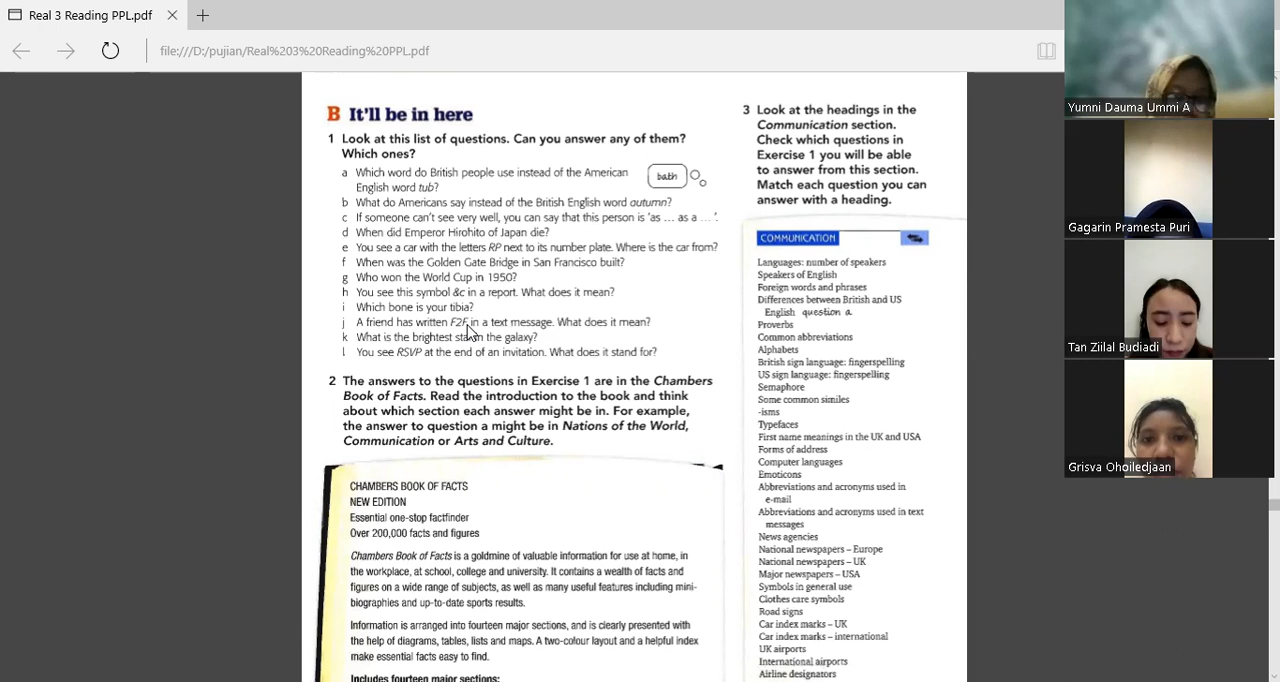 Real 3 Reading PPL.pdf
file:///D:/pujian/Real%203%20Reading%20PPL.pdf
B It'll be in here
1 Look at this list of questions. Can you answer any of them?
Which ones?
a Which word do British people use instead of the American
English word tub?
bath
b What do Americans say instead of the British English word autumn?
c If someone can't see very well, you can say that this person is 'as ... as a ... '.
d When did Emperor Hirohito of Japan die?
e You see a car with the letters RP next to its number plate. Where is the car from?
f When was the Golden Gate Bridge in San Francisco built?
g Who won the World Cup in 1950?
h You see this symbol &c in a report. What does it mean?
i Which bone is your tibia?
j A friend has written F2F in a text message. What does it mean?
k What is the brightest star in the galaxy?
l You see RSVP at the end of an invitation. What does it stand for?
2 The answers to the questions in Exercise 1 are in the Chambers
Book of Facts. Read the introduction to the book and think
about which section each answer might be in. For example,
the answer to question a might be in Nations of the World,
Communication or Arts and Culture.
CHAMBERS BOOK OF FACTS
NEW EDITION
Essential one-stop factfinder
Over 200,000 facts and figures
Chambers Book of Facts is a goldmine of valuable information for use at home, in
the workplace, at school, college and university. It contains a wealth of facts and
figures on a wide range of subjects, as well as many useful features including mini-
biographies and up-to-date sports results.
Information is arranged into fourteen major sections, and is clearly presented with
the help of diagrams, tables, lists and maps. A two-colour layout and a helpful index
make essential facts easy to find.
Includes fourteen major sections:
3 Look at the headings in the
Communication section.
Check which questions in
Exercise 1 you will be able
to answer from this section.
Match each question you can
answer with a heading.
COMMUNICATION
Languages: number of speakers
Speakers of English
Foreign words and phrases
Differences between British and US
English question a
Proverbs
Common abbreviations
Alphabets
British sign language: fingerspelling
US sign language: fingerspelling
Semaphore
Some common similes
-isms
Typefaces
First name meanings in the UK and USA
Forms of address
Computer languages
Emoticons
Abbreviations and acronyms used in
e-mail
Abbreviations and acronyms used in text
messages
News agencies
National newspapers – Europe
National newspapers – UK
Major newspapers – USA
Symbols in general use
Clothes care symbols
Road signs
Car index marks – UK
Car index marks – international
UK airports
International airports
Airline designators
Yumni Dauma Ummi A
Gagarin Pramesta Puri
Tan Ziilal Budiadi
Grisva Ohoiledjaan